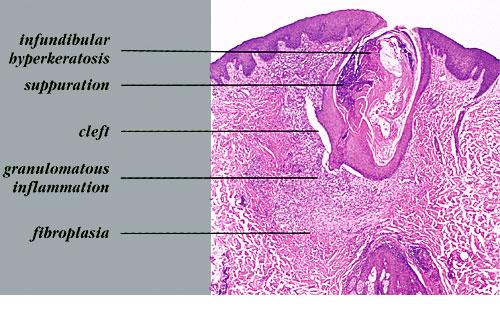 infundibular
hyperkeratosis
suppuration
cleft
granulomatous
inflammation
fibroplasia